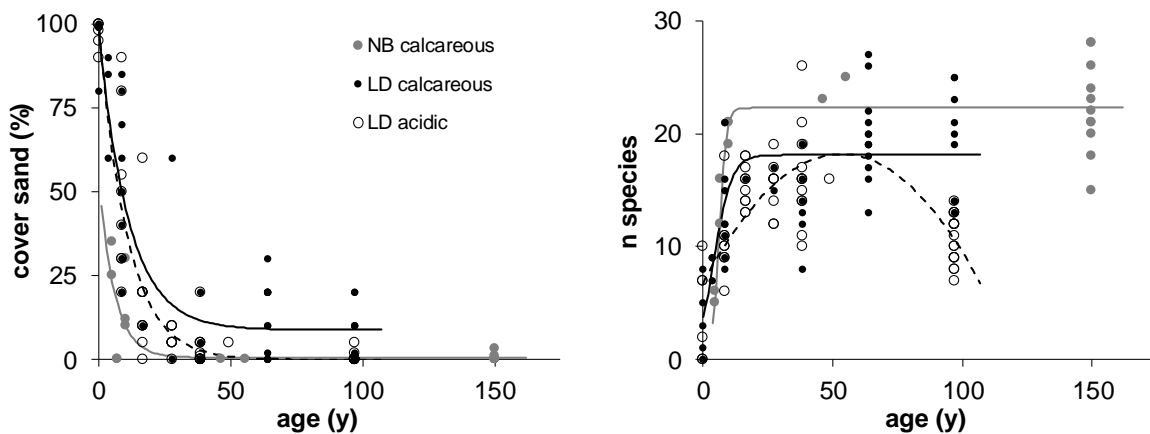 100
75
50
25
0
cover sand (%)
NB calcareous
LD calcareous
LD acidic
0 50 100 150
age (y)
30
20
10
0
n species
0 50 100 150
age (y)